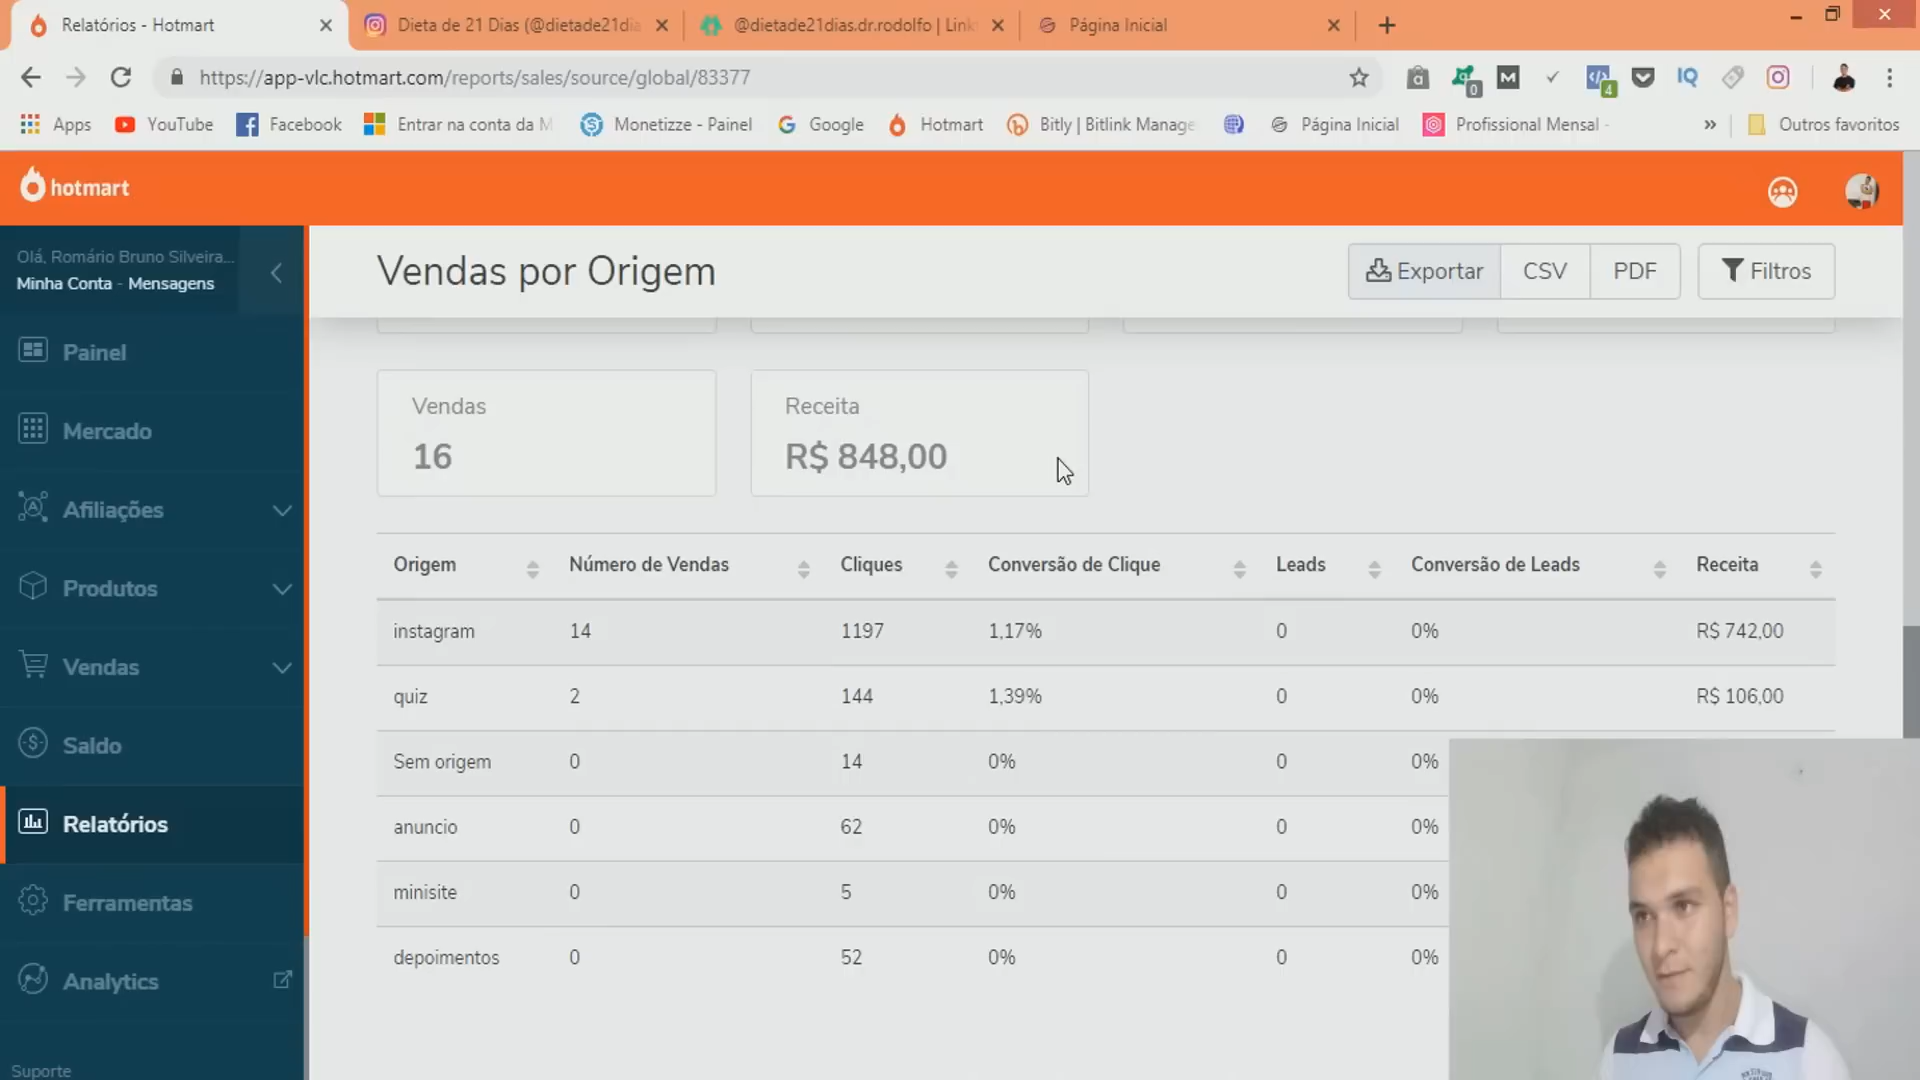 Relatórios - Hotmart
Dieta de 21 Dias (@dietade21dia
@dietade21dias.dr.rodolfo | Link
Página Inicial
https://app-vlc.hotmart.com/reports/sales/source/global/83377
0
4
Apps
YouTube
Facebook
Entrar na conta da M
Monetizze - Painel
Google
Hotmart
Bitly | Bitlink Manage
Página Inicial
Profissional Mensal -
»
Outros favoritos
hotmart
Olá, Romário Bruno Silveira...
Minha Conta - Mensagens
Painel
Mercado
Afiliações
Produtos
Vendas
Saldo
Relatórios
Ferramentas
Analytics
Suporte
Vendas por Origem
Exportar CSV PDF Filtros
Vendas
16
Receita
R$ 848,00
Origem Número de Vendas Cliques Conversão de Clique Leads Conversão de Leads Receita
instagram 14 1197 1,17% 0 0% R$ 742,00
quiz 2 144 1,39% 0 0% R$ 106,00
Sem origem 0 14 0% 0 0%
anuncio 0 62 0% 0 0%
minisite 0 5 0% 0 0%
depoimentos 0 52 0% 0 0%